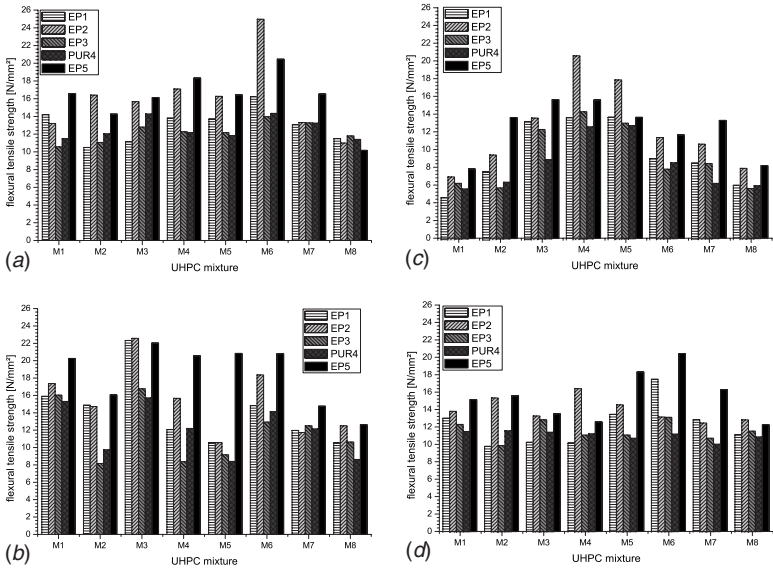 flexural tensile strength [N/mm²]
26
24
22
20
18
16
14
12
10
8
6
4
2
0
EP1
EP2
EP3
PUR4
EP5
M1 M2 M3 M4 M5 M6 M7 M8
UHPC mixture
(a)
flexural tensile strength [N/mm²]
26
24
22
20
18
16
14
12
10
8
6
4
2
0
EP1
EP2
EP3
PUR4
EP5
M1 M2 M3 M4 M5 M6 M7 M8
UHPC mixture
(c)
flexural tensile strength [N/mm²]
26
24
22
20
18
16
14
12
10
8
6
4
2
0
EP1
EP2
EP3
PUR4
EP5
M1 M2 M3 M4 M5 M6 M7 M8
UHPC mixture
(b)
flexural tensile strength [N/mm²]
26
24
22
20
18
16
14
12
10
8
6
4
2
0
EP1
EP2
EP3
PUR4
EP5
M1 M2 M3 M4 M5 M6 M7 M8
UHPC mixture
(d)